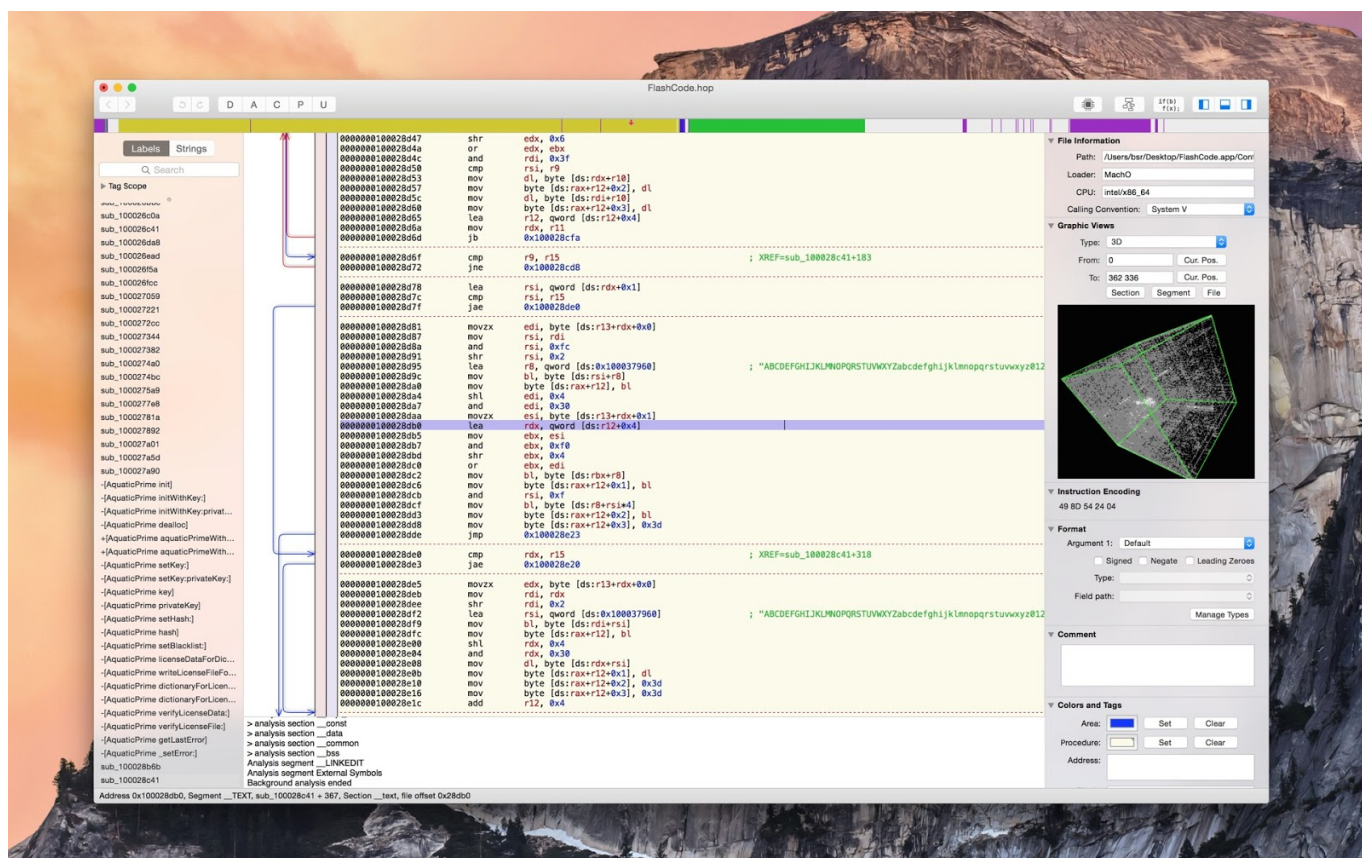 FlashCode.hop
D A C P U
if(b)
f(x);
Labels Strings
Search
Tag Scope
sub_100026c0a
sub_100026c41
sub_100026da8
sub_100026ead
sub_100026f5a
sub_100026fcc
sub_100027059
sub_100027221
sub_1000272cc
sub_100027344
sub_100027382
sub_1000274a0
sub_1000274bc
sub_1000275a9
sub_1000277e8
sub_10002781a
sub_100027892
sub_100027a01
sub_100027a5d
sub_100027a90
-[AquaticPrime init]
-[AquaticPrime initWithKey:]
-[AquaticPrime initWithKey:privat...
-[AquaticPrime dealloc]
+[AquaticPrime aquaticPrimeWith...
+[AquaticPrime aquaticPrimeWith...
-[AquaticPrime setKey:]
-[AquaticPrime setKey:privateKey:]
-[AquaticPrime key]
-[AquaticPrime privateKey]
-[AquaticPrime setHash:]
-[AquaticPrime hash]
-[AquaticPrime setBlacklist:]
-[AquaticPrime licenseDataForDic...
-[AquaticPrime writeLicenseFileFo...
-[AquaticPrime dictionaryForLicen...
-[AquaticPrime dictionaryForLicen...
-[AquaticPrime verifyLicenseData:]
-[AquaticPrime verifyLicenseFile:]
-[AquaticPrime getLastError]
-[AquaticPrime _setError:]
sub_100028b6b
sub_100028c41
0000000100028d47 shr edx, 0x6
0000000100028d4a or edx, ebx
0000000100028d4c and rdi, 0x3f
0000000100028d50 cmp rsi, r9
0000000100028d53 mov dl, byte [ds:rdx+r10]
0000000100028d57 mov byte [ds:rax+r12+0x2], dl
0000000100028d5c mov dl, byte [ds:rdi+r10]
0000000100028d60 mov byte [ds:rax+r12+0x3], dl
0000000100028d65 lea r12, qword [ds:r12+0x4]
0000000100028d6a mov rdx, r11
0000000100028d6d jb 0x100028cfa
0000000100028d6f cmp r9, r15 ; XREF=sub_100028c41+183
0000000100028d72 jne 0x100028cd8
0000000100028d78 lea rsi, qword [ds:rdx+0x1]
0000000100028d7c cmp rsi, r15
0000000100028d7f jae 0x100028de0
0000000100028d81 movzx edi, byte [ds:r13+rdx+0x0]
0000000100028d87 mov rsi, rdi
0000000100028d8a and rsi, 0xfc
0000000100028d91 shr rsi, 0x2
0000000100028d95 lea r8, qword [ds:0x100037960] ; "ABCDEFGHIJKLMNOPQRSTUVWXYZabcdefghijklmnopqrstuvwxyz012
0000000100028d9c mov bl, byte [ds:rsi+r8]
0000000100028da0 mov byte [ds:rax+r12], bl
0000000100028da4 shl edi, 0x4
0000000100028da7 and edi, 0x30
0000000100028daa movzx esi, byte [ds:r13+rdx+0x1]
0000000100028db0 lea rdx, qword [ds:r12+0x4]
0000000100028db5 mov ebx, esi
0000000100028db7 and ebx, 0xf0
0000000100028dbd shr ebx, 0x4
0000000100028dc0 or ebx, edi
0000000100028dc2 mov bl, byte [ds:rbx+r8]
0000000100028dc6 mov byte [ds:rax+r12+0x1], bl
0000000100028dcb and rsi, 0xf
0000000100028dcf mov bl, byte [ds:r8+rsi*4]
0000000100028dd3 mov byte [ds:rax+r12+0x2], bl
0000000100028dd8 mov byte [ds:rax+r12+0x3], 0x3d
0000000100028dde jmp 0x100028e23
0000000100028de0 cmp rdx, r15 ; XREF=sub_100028c41+318
0000000100028de3 jae 0x100028e20
0000000100028de5 movzx edx, byte [ds:r13+rdx+0x0]
0000000100028deb mov rdi, rdx
0000000100028dee shr rdi, 0x2
0000000100028df2 lea rsi, qword [ds:0x100037960] ; "ABCDEFGHIJKLMNOPQRSTUVWXYZabcdefghijklmnopqrstuvwxyz012
0000000100028df9 mov bl, byte [ds:rdi+rsi]
0000000100028dfc mov byte [ds:rax+r12], bl
0000000100028e00 shl rdx, 0x4
0000000100028e04 and rdx, 0x30
0000000100028e08 mov dl, byte [ds:rdx+rsi]
0000000100028e0b mov byte [ds:rax+r12+0x1], dl
0000000100028e10 mov byte [ds:rax+r12+0x2], 0x3d
0000000100028e16 mov byte [ds:rax+r12+0x3], 0x3d
0000000100028e1c add r12, 0x4
> analysis section __const
> analysis section __data
> analysis section __common
> analysis section __bss
Analysis segment __LINKEDIT
Analysis segment External Symbols
Background analysis ended
File Information
Path: /Users/bsr/Desktop/FlashCode.app/Cont
Loader: MachO
CPU: intel/x86_64
Calling Convention: System V
Graphic Views
Type: 3D
From: 0 Cur. Pos.
To: 362 336 Cur. Pos.
Section Segment File
Instruction Encoding
49 8D 54 24 04
Format
Argument 1: Default
Signed Negate Leading Zeroes
Type:
Field path:
Manage Types
Comment
Colors and Tags
Area: Set Clear
Procedure: Set Clear
Address:
Address 0x100028db0, Segment __TEXT, sub_100028c41 + 367, Section __text, file offset 0x28db0